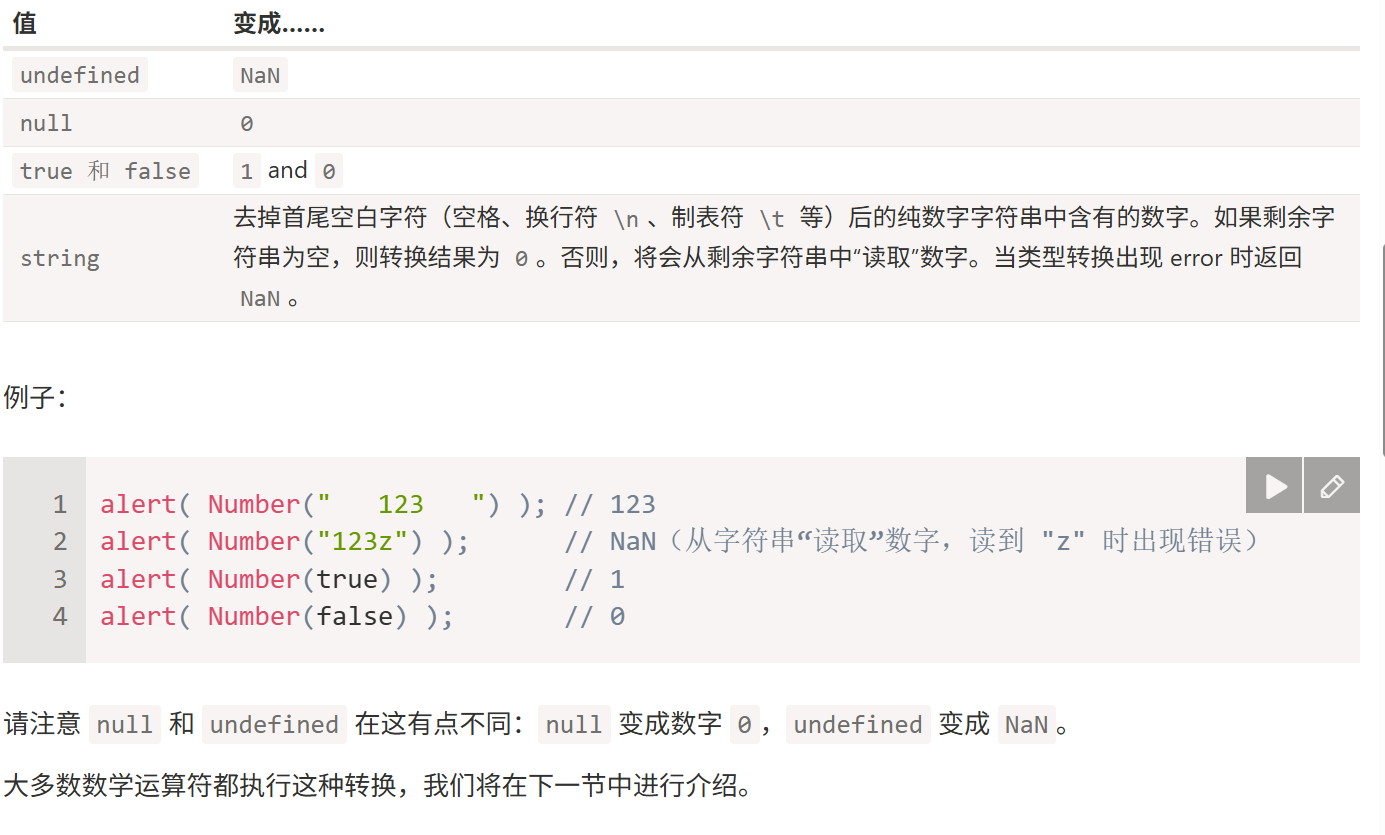 值 变成……
undefined NaN
null 0
true 和 false 1 and 0
去掉首尾空白字符（空格、换行符 \n 、制表符 \t 等）后的纯数字字符串中含有的数字。如果剩余字
string 符串为空，则转换结果为 0 。否则，将会从剩余字符串中“读取”数字。当类型转换出现 error 时返回
NaN 。
例子：
1 alert( Number("   123   ") ); // 123
2 alert( Number("123z") );      // NaN（从字符串“读取”数字，读到 "z" 时出现错误）
3 alert( Number(true) );        // 1
4 alert( Number(false) );       // 0
请注意 null 和 undefined 在这有点不同：null 变成数字 0，undefined 变成 NaN。
大多数数学运算符都执行这种转换，我们将在下一节中进行介绍。